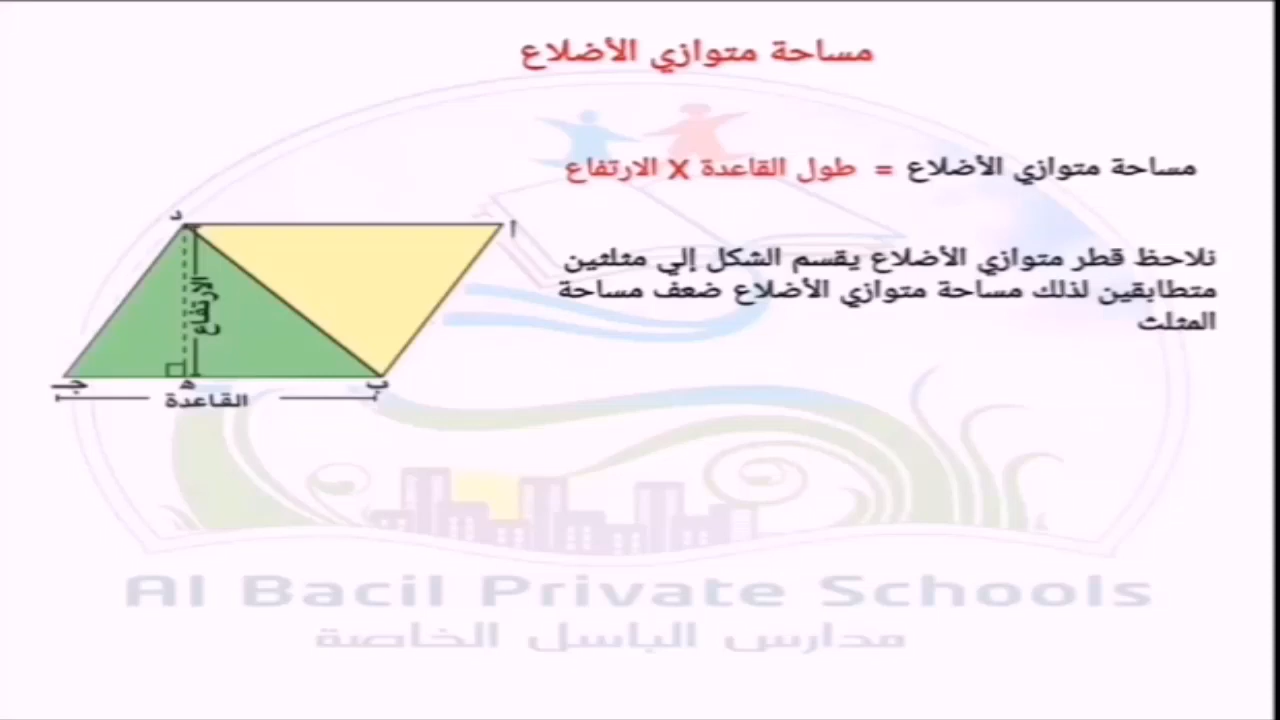 مساحة متوازي الأضلاع
مساحة متوازي الأضلاع = طول القاعدة X الارتفاع
نلاحظ قطر متوازي الأضلاع يقسم الشكل إلي مثلثين
متطابقين لذلك مساحة متوازي الأضلاع ضعف مساحة
المثلث
أ
د
الارتفاع
ب
هـ
جـ
القاعدة
Al Bacil Private Schools
مدارس الباسل الخاصة